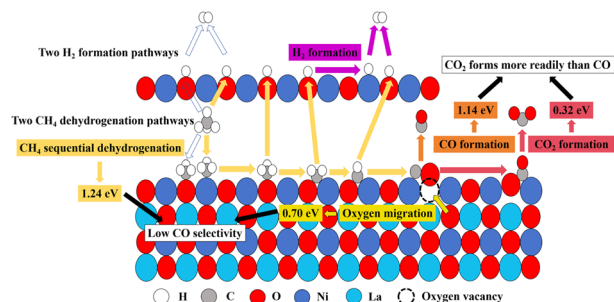 Two H₂ formation pathways
H₂ formation
CO₂ forms more readily than CO
1.14 eV
0.32 eV
Two CH₄ dehydrogenation pathways
CH₄ sequential dehydrogenation
CO formation
CO₂ formation
1.24 eV
0.70 eV
Oxygen migration
Low CO selectivity
H
C
O
Ni
La
Oxygen vacancy